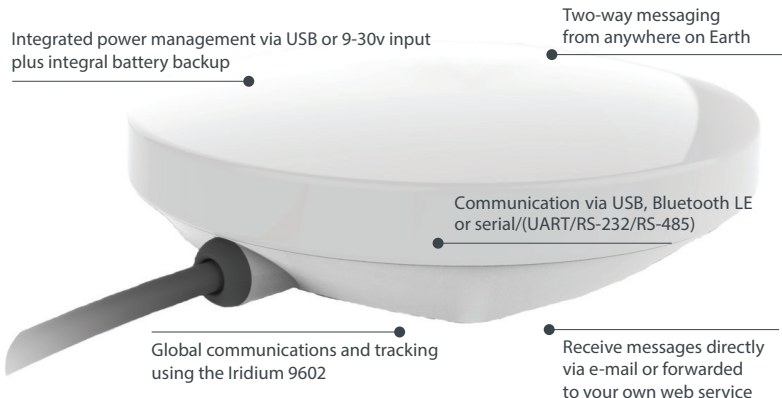 Integrated power management via USB or 9-30v input
plus integral battery backup
Two-way messaging
from anywhere on Earth
Communication via USB, Bluetooth LE
or serial/(UART/RS-232/RS-485)
Global communications and tracking
using the Iridium 9602
Receive messages directly
via e-mail or forwarded
to your own web service